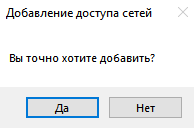 Добавление доступа сетей
Вы точно хотите добавить?
Да
Нет